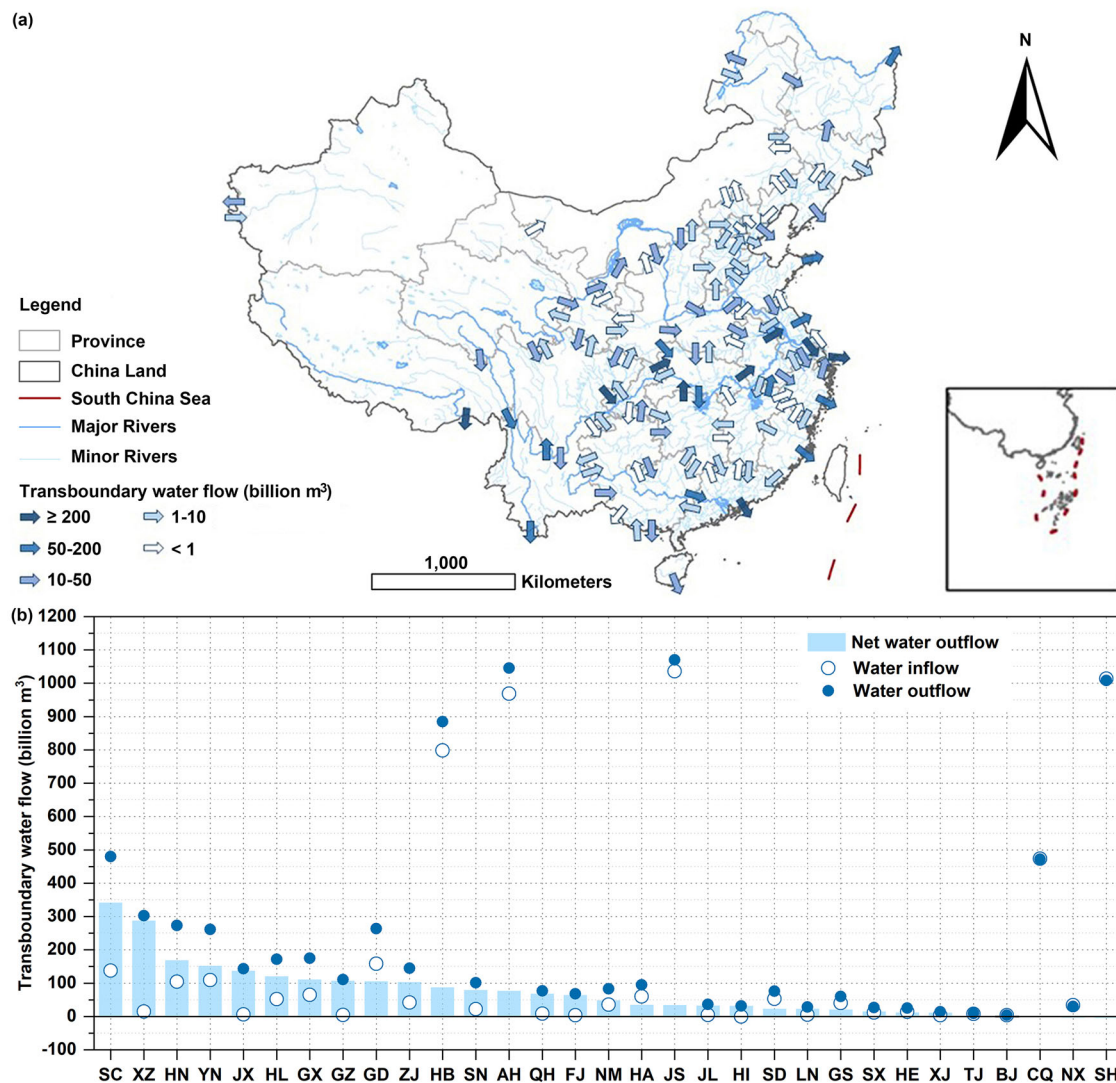 (a)
N
Legend
Province
China Land
South China Sea
Major Rivers
Minor Rivers
Transboundary water flow (billion m³)
≥ 200
1-10
50-200
< 1
10-50
1,000
Kilometers
(b)
Transboundary water flow (billion m³)
1200
1100
1000
900
800
700
600
500
400
300
200
100
0
-100
Net water outflow
Water inflow
Water outflow
SC XZ HN YN JX HL GX GZ GD ZJ HB SN AH QH FJ NM HA JS JL HI SD LN GS SX HE XJ TJ BJ CQ NX